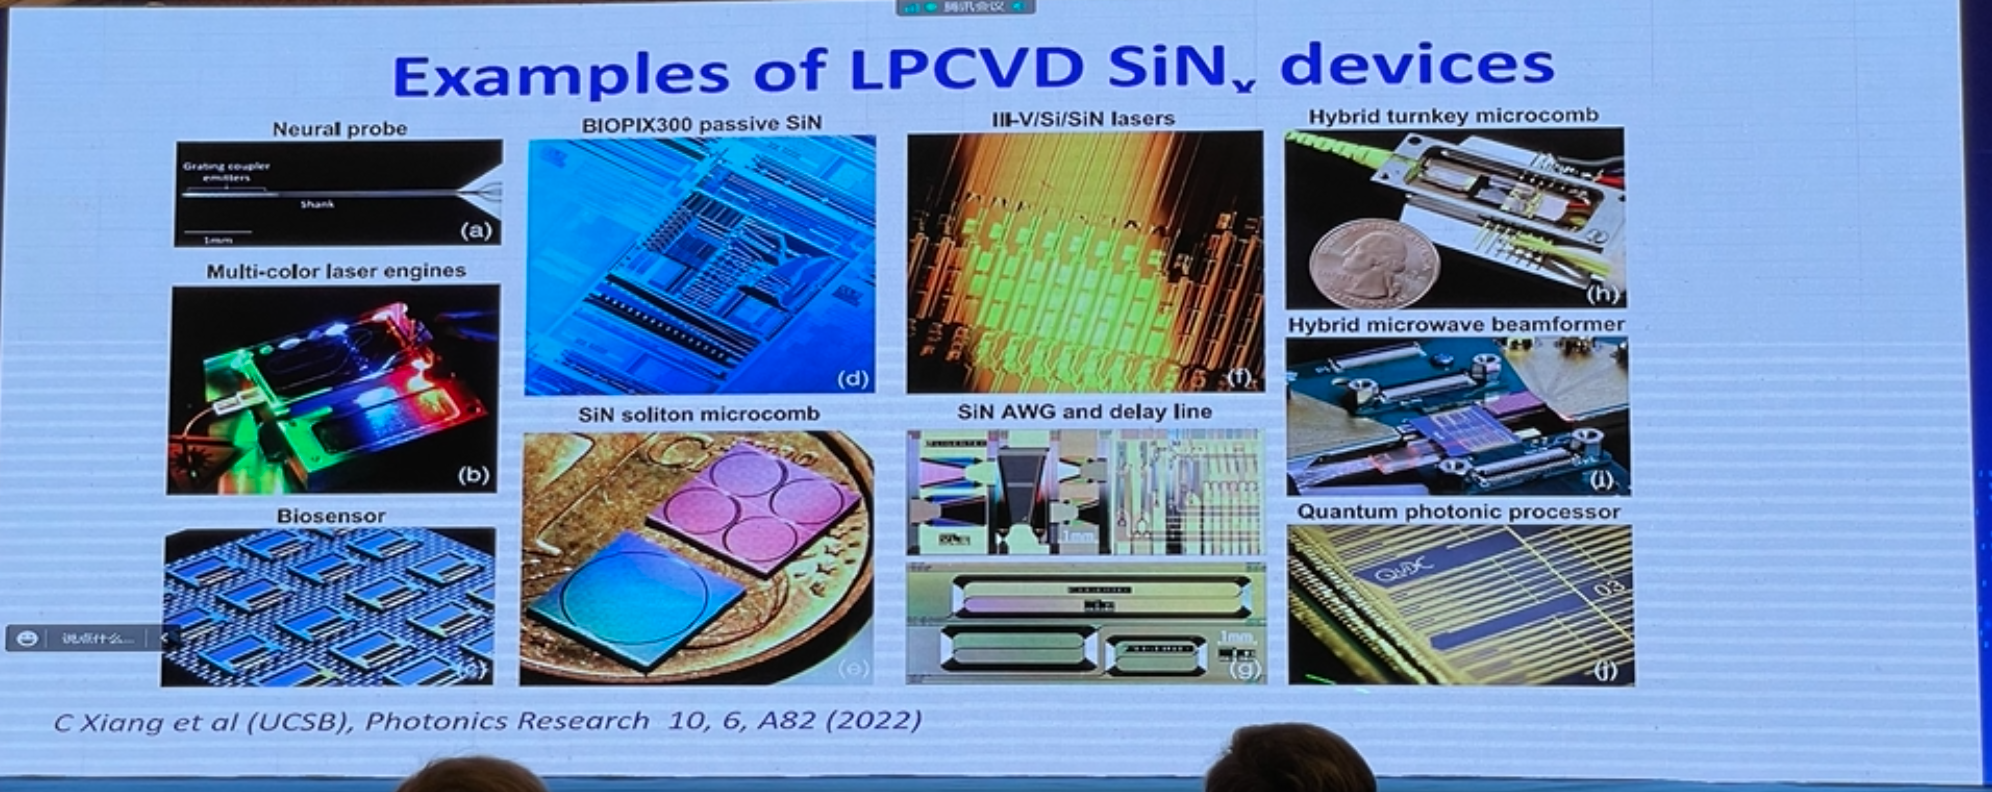 腾讯会议
Examples of LPCVD SiNx devices
Neural probe
Grating coupler
emitters
Shank
1mm
(a)
Multi-color laser engines
(b)
Biosensor
(c)
BIOPIX300 passive SiN
(d)
SiN soliton microcomb
(e)
III-V/Si/SiN lasers
(f)
SiN AWG and delay line
1mm
1mm
(g)
Hybrid turnkey microcomb
(h)
Hybrid microwave beamformer
(i)
Quantum photonic processor
QuiX
03
(j)
说点什么...
C Xiang et al (UCSB), Photonics Research 10, 6, A82 (2022)